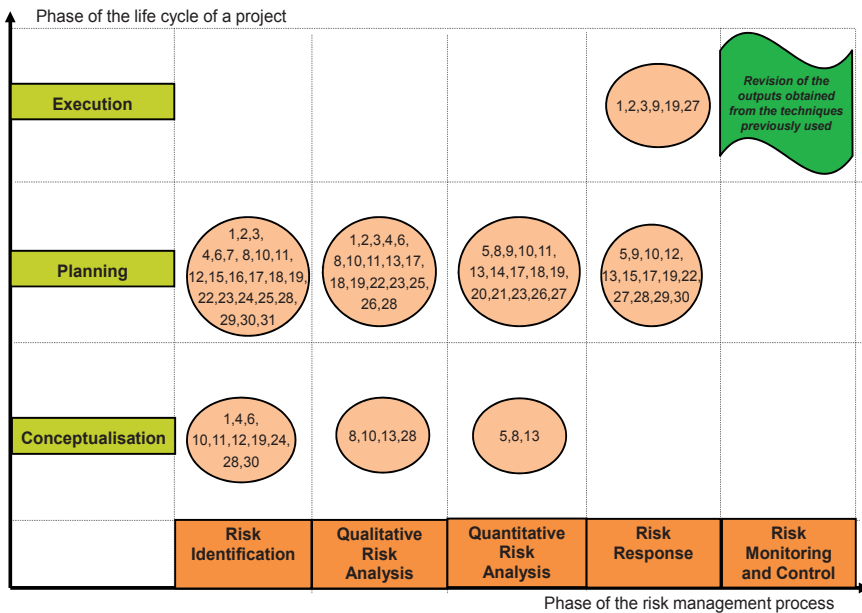 Phase of the life cycle of a project
Execution
1,2,3,9,19,27
Revision of the
outputs obtained
from the techniques
previously used
Planning
1,2,3,
4,6,7, 8,10,11,
12,15,16,17,18,19,
22,23,24,25,28,
29,30,31
1,2,3,4,6,
8,10,11,13,17,
18,19,22,23,25,
26,28
5,8,9,10,11,
13,14,17,18,19,
20,21,23,26,27
5,9,10,12,
13,15,17,19,22,
27,28,29,30
Conceptualisation
1,4,6,
10,11,12,19,24,
28,30
8,10,13,28
5,8,13
Risk
Identification
Qualitative
Risk
Analysis
Quantitative
Risk
Analysis
Risk
Response
Risk
Monitoring
and Control
Phase of the risk management process